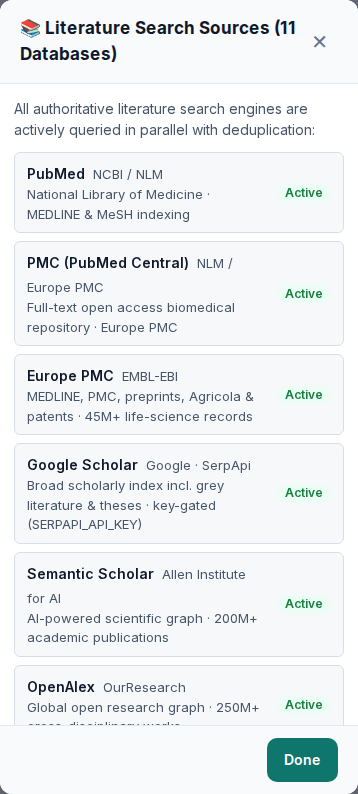 📚 Literature Search Sources (11
Databases)
✕
All authoritative literature search engines are
actively queried in parallel with deduplication:
PubMed NCBI / NLM
National Library of Medicine ·
MEDLINE & MeSH indexing
Active
PMC (PubMed Central) NLM /
Europe PMC
Full-text open access biomedical
repository · Europe PMC
Active
Europe PMC EMBL-EBI
MEDLINE, PMC, preprints, Agricola &
patents · 45M+ life-science records
Active
Google Scholar Google · SerpApi
Broad scholarly index incl. grey
literature & theses · key-gated
(SERPAPI_API_KEY)
Active
Semantic Scholar Allen Institute
for AI
AI-powered scientific graph · 200M+
academic publications
Active
OpenAlex OurResearch
Global open research graph · 250M+
Active
Done